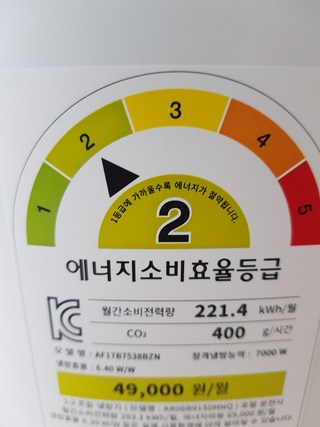 1 2 3 4 5
1등급에 가까울수록 에너지가 절약됩니다.
2
에너지소비효율등급
월간소비전력량 221.4 kWh/월
CO₂ 400 g/시간
모 델 명 : AF17B7538BZN 정격냉방능력 : 7000 W
냉방효율 : 6.40 W/W
49,000 원/월